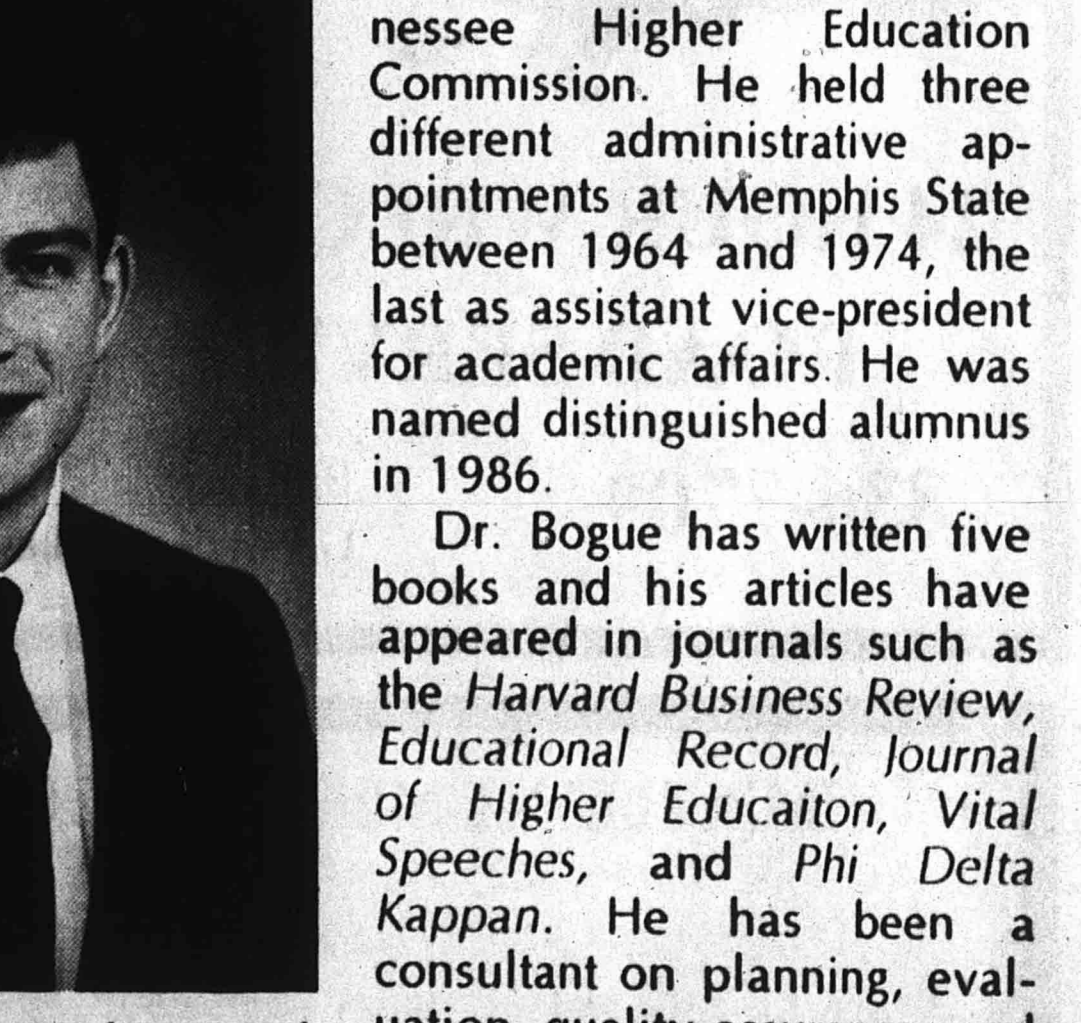 nessee Higher Education
Commission. He held three
different administrative ap-
pointments at Memphis State
between 1964 and 1974, the
last as assistant vice-president
for academic affairs. He was
named distinguished alumnus
in 1986.
Dr. Bogue has written five
books and his articles have
appeared in journals such as
the Harvard Business Review,
Educational Record, Journal
of Higher Educaiton, Vital
Speeches, and Phi Delta
Kappan. He has been a
consultant on planning, eval-